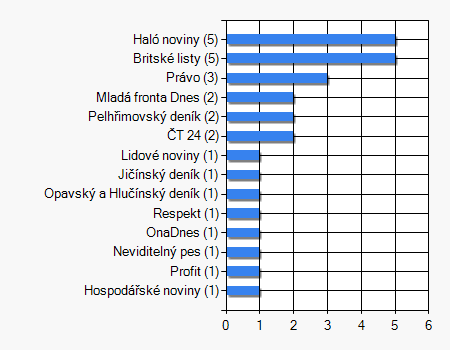 Haló noviny (5)
Britské listy (5)
Právo (3)
Mladá fronta Dnes (2)
Pelhřimovský deník (2)
ČT 24 (2)
Lidové noviny (1)
Jičínský deník (1)
Opavský a Hlučínský deník (1)
Respekt (1)
OnaDnes (1)
Neviditelný pes (1)
Profit (1)
Hospodářské noviny (1)
0 1 2 3 4 5 6